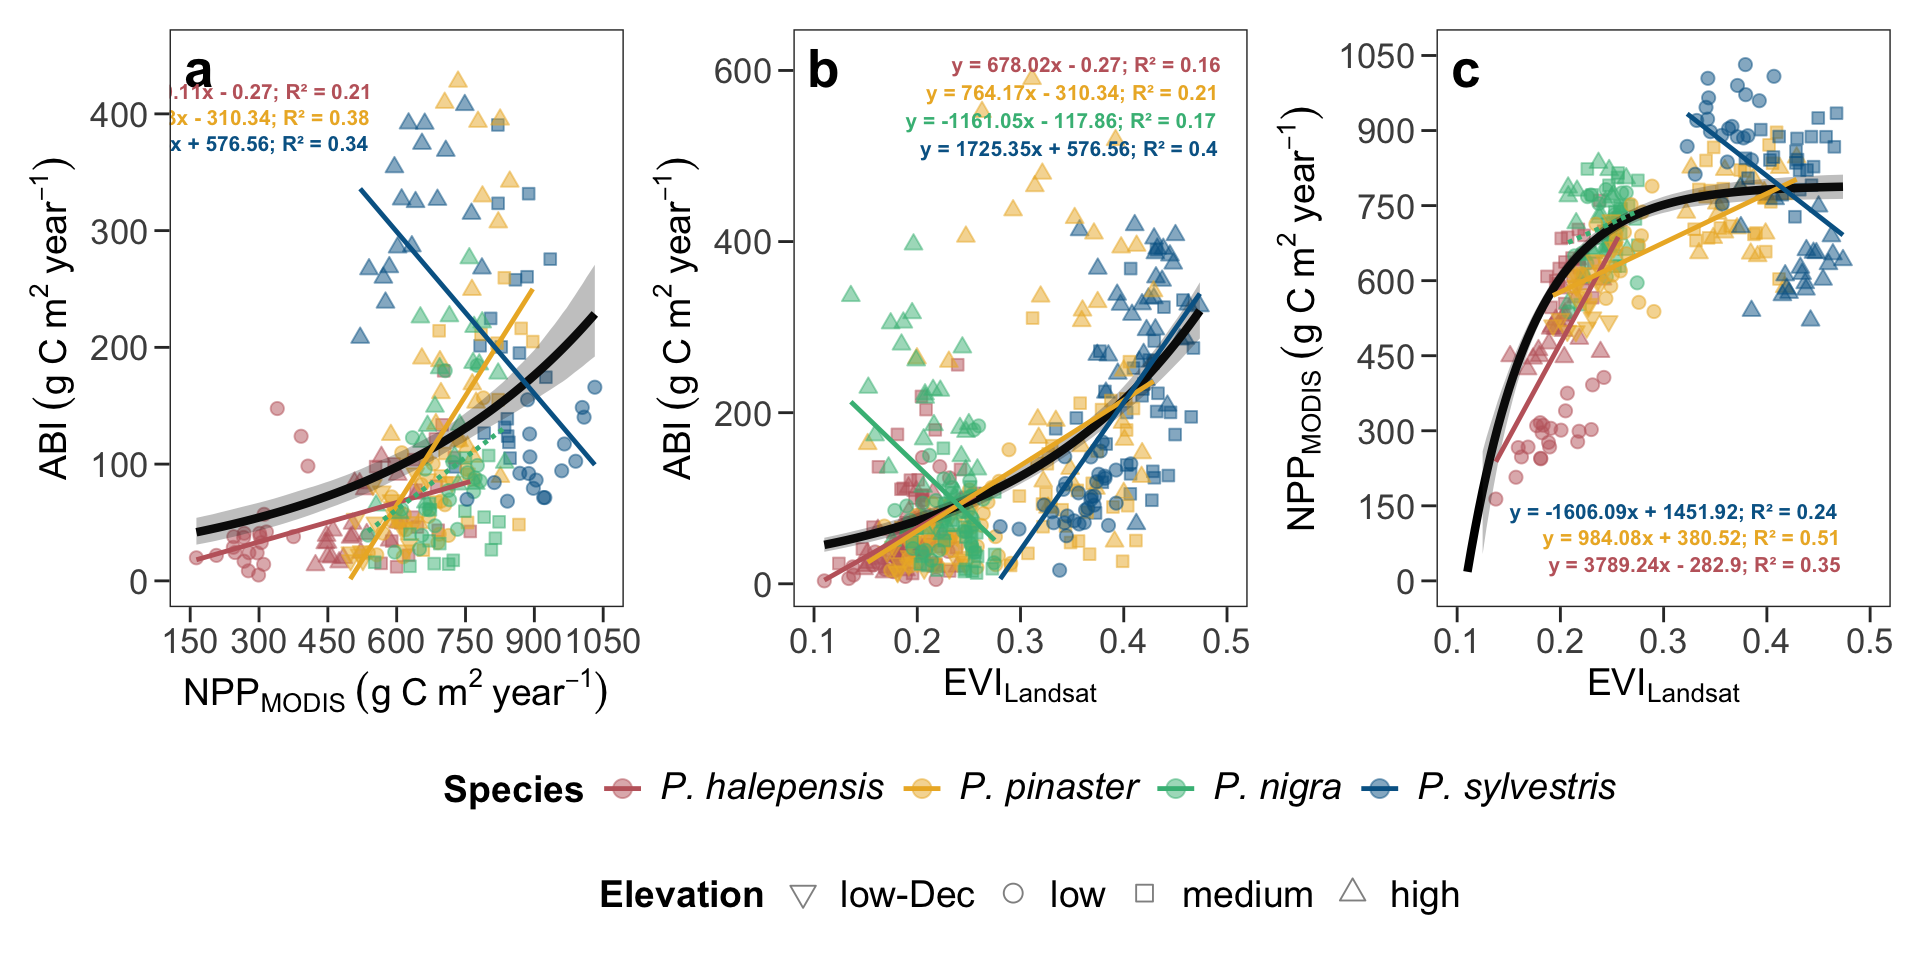 a
.11x - 0.27; R² = 0.21
x - 310.34; R² = 0.38
x + 576.56; R² = 0.34
400
300
200
100
0
ABI (g C m² year⁻¹)
150 300 450 600 750 900 1050
NPP_MODIS (g C m² year⁻¹)
b
y = 678.02x - 0.27; R² = 0.16
y = 764.17x - 310.34; R² = 0.21
y = -1161.05x - 117.86; R² = 0.17
y = 1725.35x + 576.56; R² = 0.4
600
400
200
0
ABI (g C m² year⁻¹)
0.1 0.2 0.3 0.4 0.5
EVI_Landsat
c
1050
900
750
600
450
300
150
0
NPP_MODIS (g C m² year⁻¹)
y = -1606.09x + 1451.92; R² = 0.24
y = 984.08x + 380.52; R² = 0.51
y = 3789.24x - 282.9; R² = 0.35
0.1 0.2 0.3 0.4 0.5
EVI_Landsat
Species P. halepensis P. pinaster P. nigra P. sylvestris
Elevation low-Dec low medium high